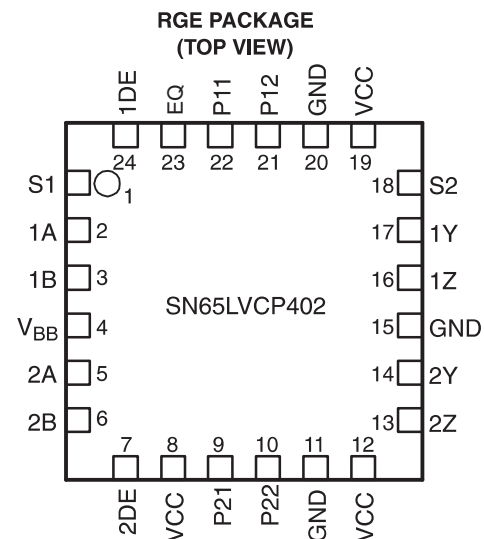 RGE PACKAGE
(TOP VIEW)
1DE EQ P11 P12 GND VCC
24 23 22 21 20 19
S1 1 18 S2
1A 2 17 1Y
1B 3 16 1Z
SN65LVCP402
VBB 4 15 GND
2A 5 14 2Y
2B 6 13 2Z
7 8 9 10 11 12
2DE VCC P21 P22 GND VCC